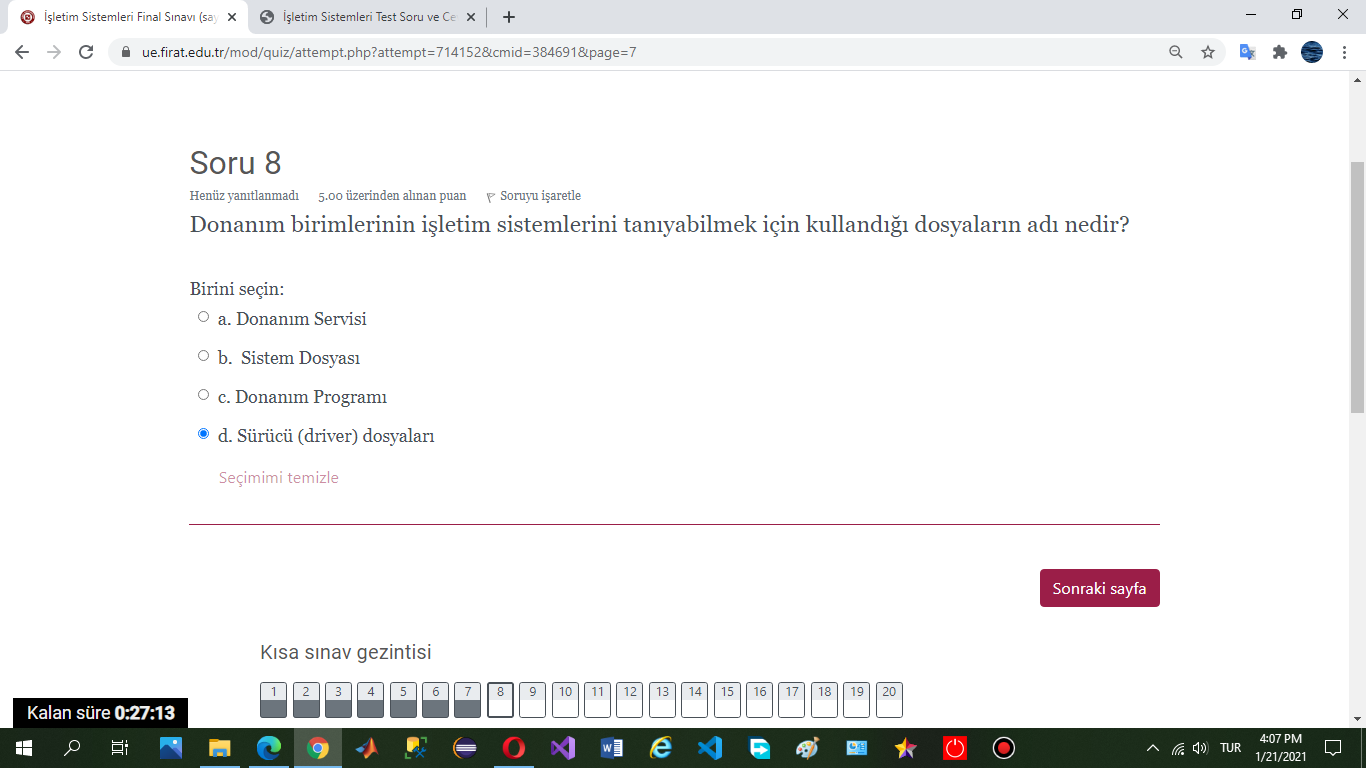 İşletim Sistemleri Final Sınavı (say
İşletim Sistemleri Test Soru ve Ce
ue.firat.edu.tr/mod/quiz/attempt.php?attempt=714152&cmid=384691&page=7
Soru 8
Henüz yanıtlanmadı 5.00 üzerinden alınan puan Soruyu işaretle
Donanım birimlerinin işletim sistemlerini tanıyabilmek için kullandığı dosyaların adı nedir?
Birini seçin:
a. Donanım Servisi
b. Sistem Dosyası
c. Donanım Programı
d. Sürücü (driver) dosyaları
Seçimimi temizle
Sonraki sayfa
Kısa sınav gezintisi
1 2 3 4 5 6 7 8 9 10 11 12 13 14 15 16 17 18 19 20
Kalan süre 0:27:13
TUR
4:07 PM
1/21/2021